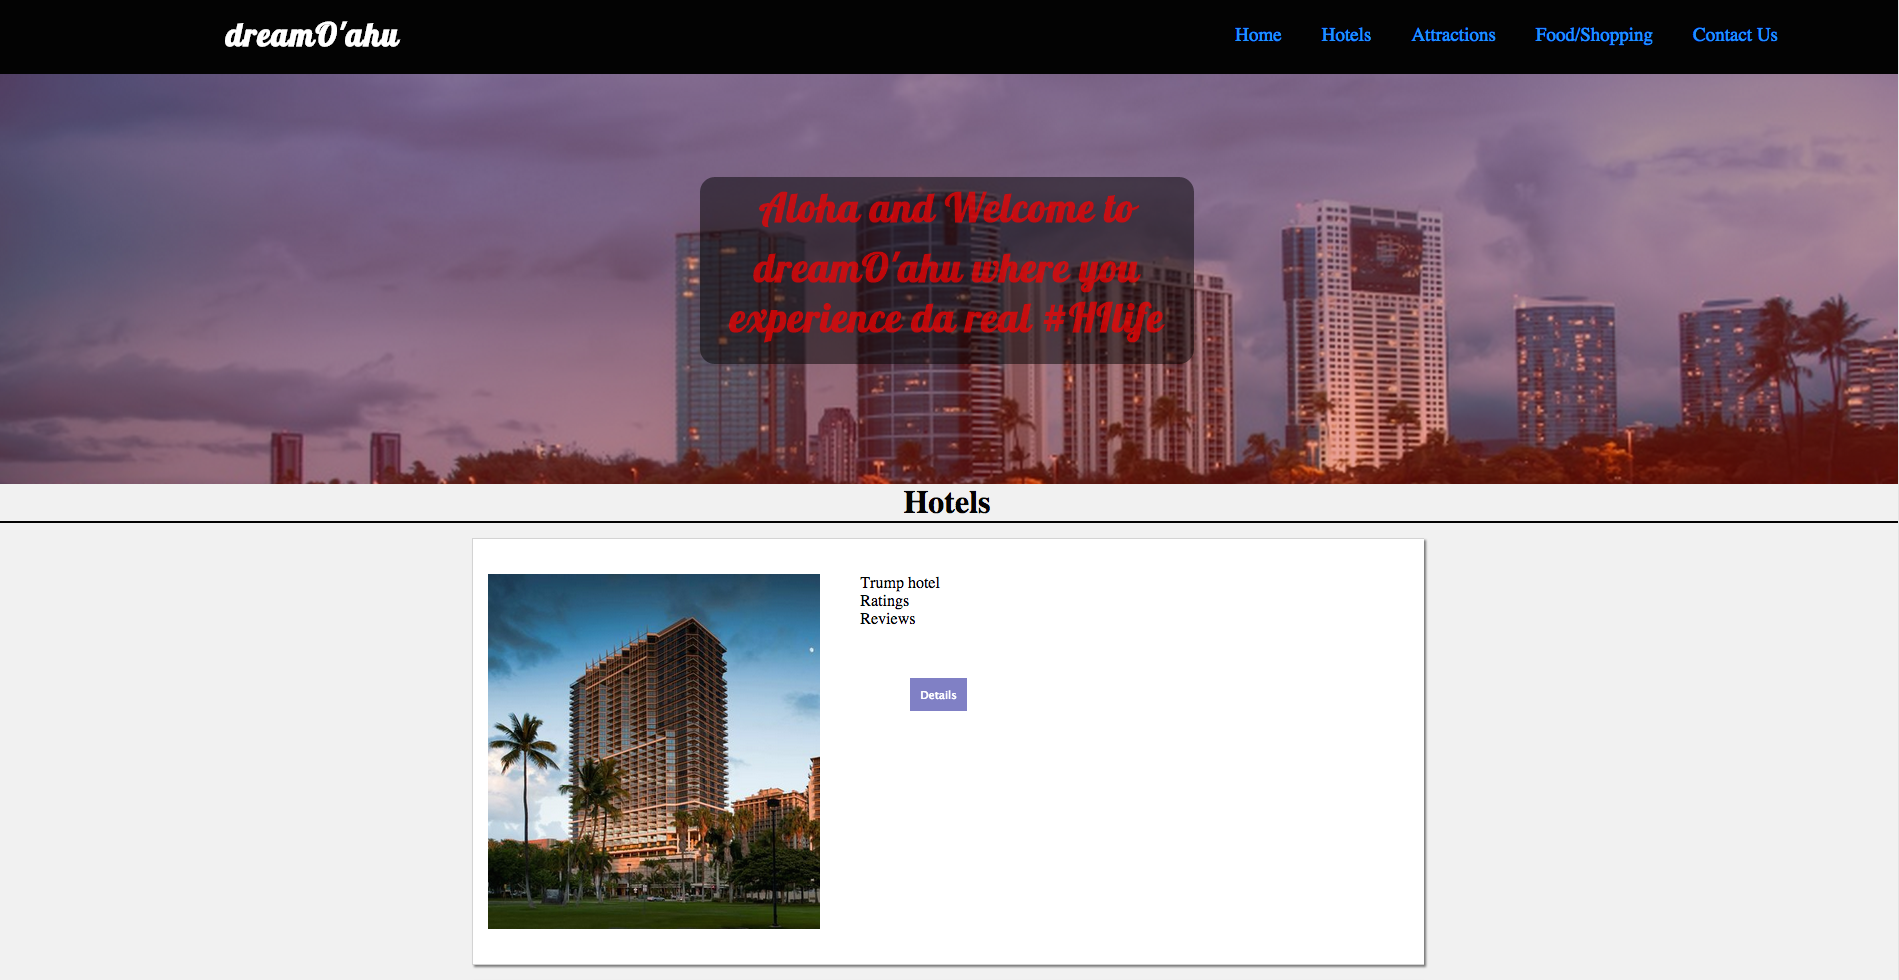 dreamO'ahu
Home Hotels Attractions Food/Shopping Contact Us
Aloha and Welcome to
dreamO'ahu where you
experience da real #HIlife
Hotels
Trump hotel
Ratings
Reviews
Details